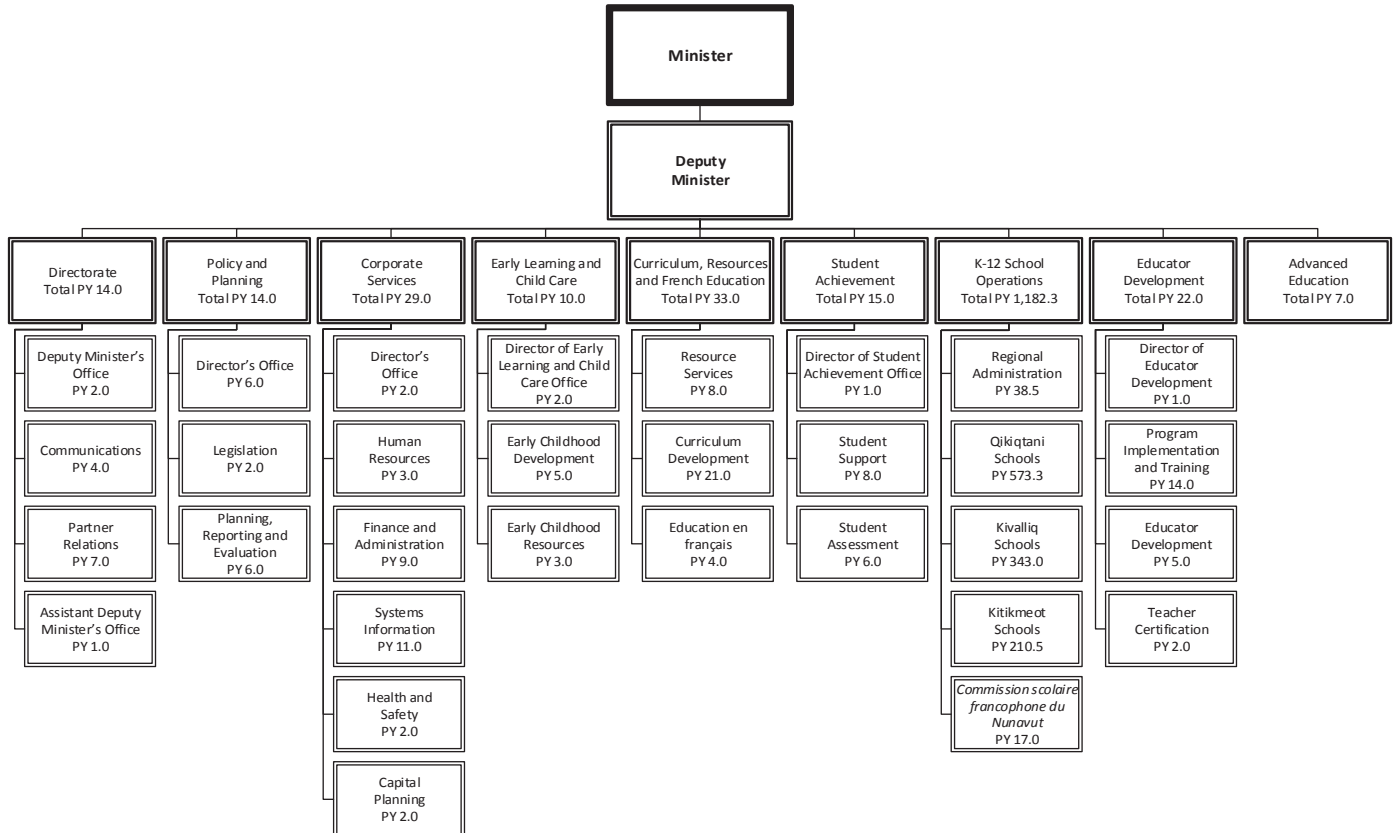 Minister
Deputy
Minister
Directorate
Total PY 14.0
Policy and
Planning
Total PY 14.0
Corporate
Services
Total PY 29.0
Early Learning and
Child Care
Total PY 10.0
Curriculum, Resources
and French Education
Total PY 33.0
Student
Achievement
Total PY 15.0
K-12 School
Operations
Total PY 1,182.3
Educator
Development
Total PY 22.0
Advanced
Education
Total PY 7.0
Deputy Minister’s
Office
PY 2.0
Communications
PY 4.0
Partner
Relations
PY 7.0
Assistant Deputy
Minister’s Office
PY 1.0
Director’s Office
PY 6.0
Legislation
PY 2.0
Planning,
Reporting and
Evaluation
PY 6.0
Director’s
Office
PY 2.0
Human
Resources
PY 3.0
Finance and
Administration
PY 9.0
Systems
Information
PY 11.0
Health and
Safety
PY 2.0
Capital
Planning
PY 2.0
Director of Early
Learning and Child
Care Office
PY 2.0
Early Childhood
Development
PY 5.0
Early Childhood
Resources
PY 3.0
Resource
Services
PY 8.0
Curriculum
Development
PY 21.0
Éducation en
français
PY 4.0
Director of Student
Achievement Office
PY 1.0
Student
Support
PY 8.0
Student
Assessment
PY 6.0
Regional
Administration
PY 38.5
Qikiqtani
Schools
PY 573.3
Kivalliq
Schools
PY 343.0
Kitikmeot
Schools
PY 210.5
Commission scolaire
francophone du
Nunavut
PY 17.0
Director of
Educator
Development
PY 1.0
Program
Implementation
and Training
PY 14.0
Educator
Development
PY 5.0
Teacher
Certification
PY 2.0